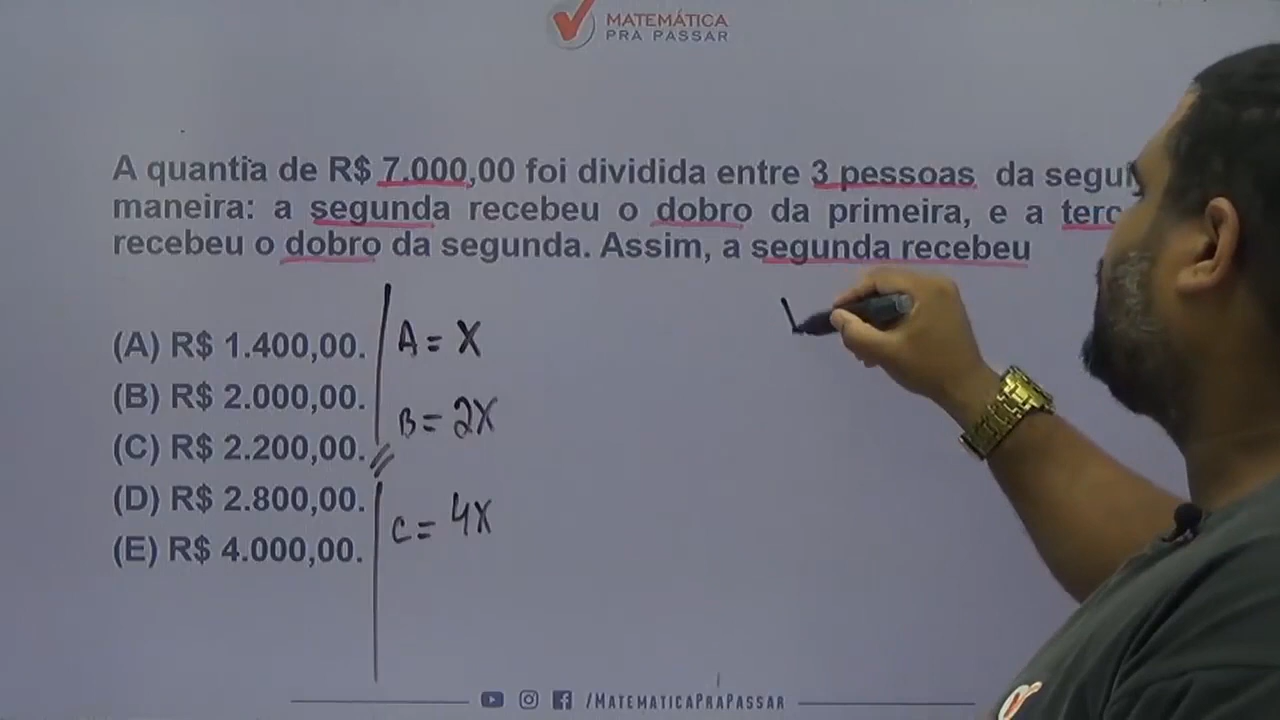 MATEMÁTICA
PRA PASSAR
A quantia de R$ 7.000,00 foi dividida entre 3 pessoas da
maneira: a segunda recebeu o dobro da primeira, e a
recebeu o dobro da segunda. Assim, a segunda recebeu
(A) R$ 1.400,00.
(B) R$ 2.000,00.
(C) R$ 2.200,00.
(D) R$ 2.800,00.
(E) R$ 4.000,00.
A = X
B = 2X
C = 4X
/MATEMATICAPRAPASSAR